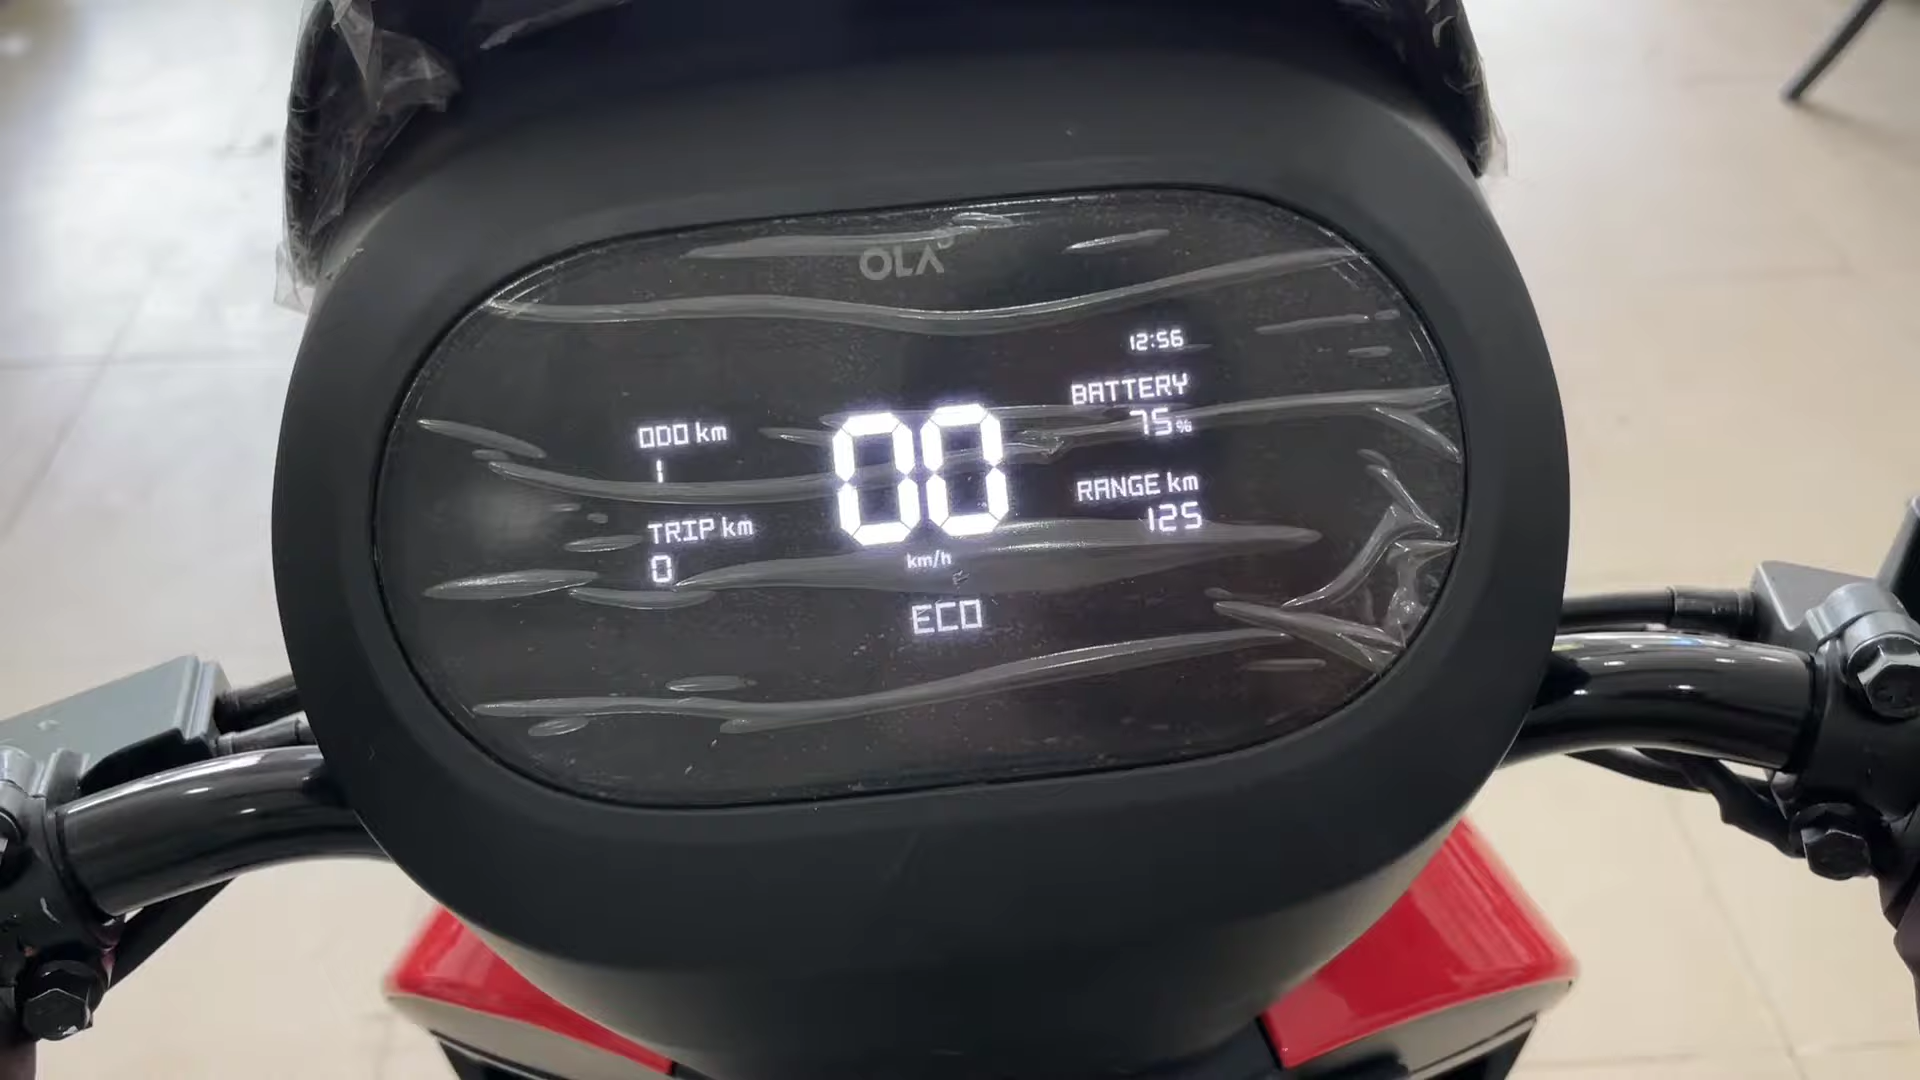 OLA
12:56
BATTERY
75%
RANGE km
125
ODO km
1
TRIP km
0
00
km/h
ECO